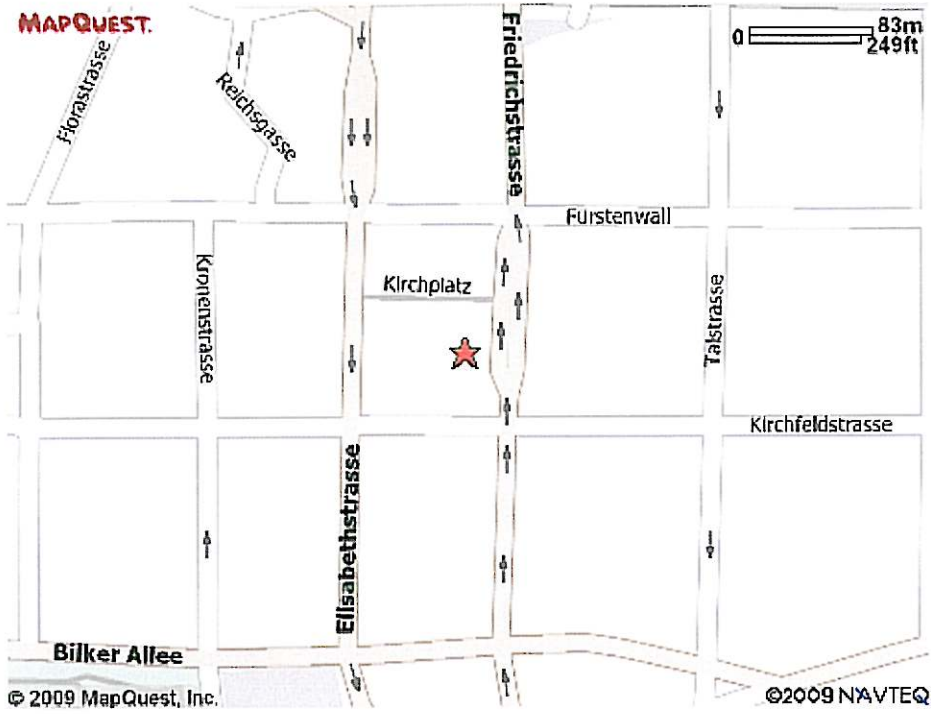 MAPQUEST.
0 83m
249ft
Florastrasse
Reichsgasse
Friedrichstrasse
Furstenwall
Kronenstrasse
Kirchplatz
Talstrasse
Kirchfeldstrasse
Elisabethstrasse
Bilker Allee
© 2009 MapQuest, Inc.
©2009 NAVTEQ